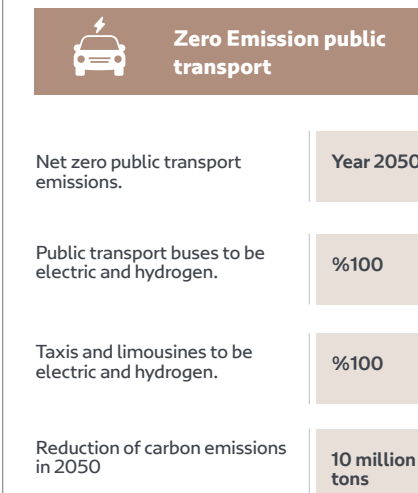 Zero Emission public
transport
Net zero public transport
emissions.
Year 2050
Public transport buses to be
electric and hydrogen.
%100
Taxis and limousines to be
electric and hydrogen.
%100
Reduction of carbon emissions
in 2050
10 million
tons